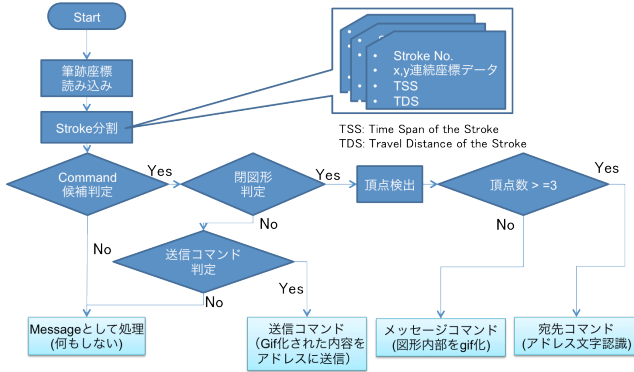 Start
筆跡座標
読み込み
Stroke分割
• Stroke No.
• x,y連続座標データ
• TSS
• TDS
TSS: Time Span of the Stroke
TDS: Travel Distance of the Stroke
Command
候補判定
Yes
閉図形
判定
Yes
頂点検出
頂点数 > =3
Yes
No
No
送信コマンド
判定
No
No
Yes
Messageとして処理
(何もしない)
送信コマンド
(Gif化された内容を
アドレスに送信)
メッセージコマンド
(図形内部をgif化)
宛先コマンド
(アドレス文字認識)